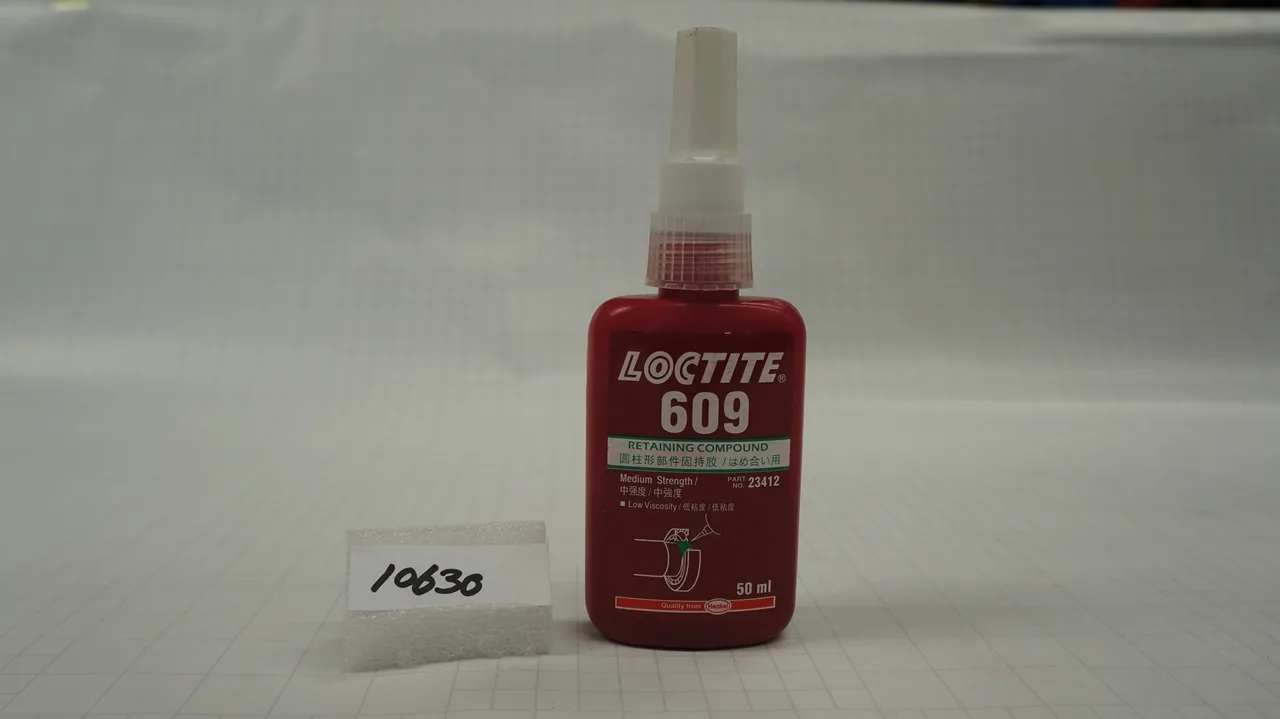 LOCTITE®
609
RETAINING COMPOUND
圆柱形部件固持胶 / はめ合い用
Medium Strength /
中强度 / 中強度
PART
NO. 23412
■ Low Viscosity / 低粘度 / 低粘度
50 ml
Quality from Henkel
10630